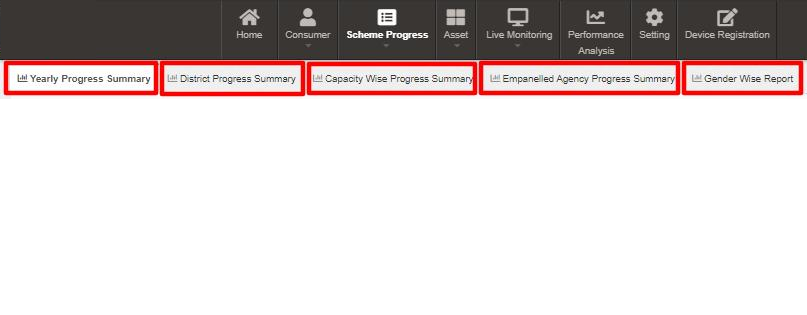 Home
Consumer
Scheme Progress
Asset
Live Monitoring
Performance
Analysis
Setting
Device Registration
Yearly Progress Summary
District Progress Summary
Capacity Wise Progress Summary
Empanelled Agency Progress Summary
Gender Wise Report